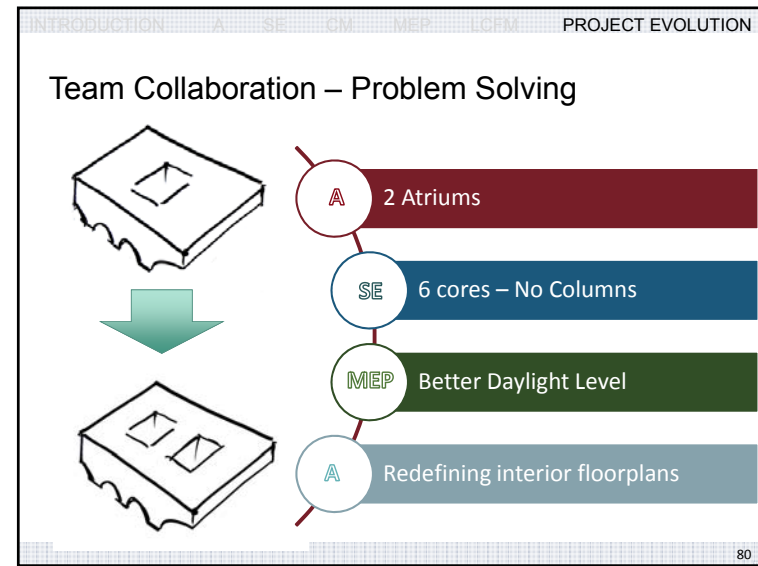 INTRODUCTION A SE CM MEP LCFM PROJECT EVOLUTION
Team Collaboration – Problem Solving
A 2 Atriums
SE 6 cores – No Columns
MEP Better Daylight Level
A Redefining interior floorplans
80